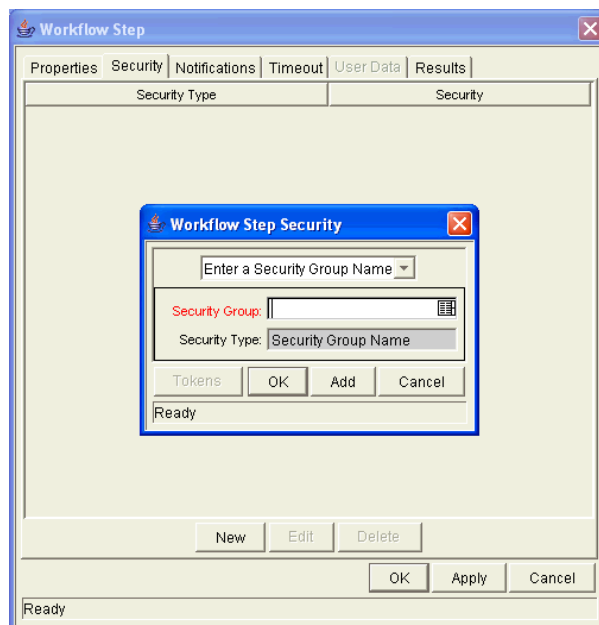 Workflow Step
Properties Security Notifications Timeout User Data Results
Security Type Security
Workflow Step Security
Enter a Security Group Name
Security Group:
Security Type: Security Group Name
Tokens OK Add Cancel
Ready
New Edit Delete
OK Apply Cancel
Ready